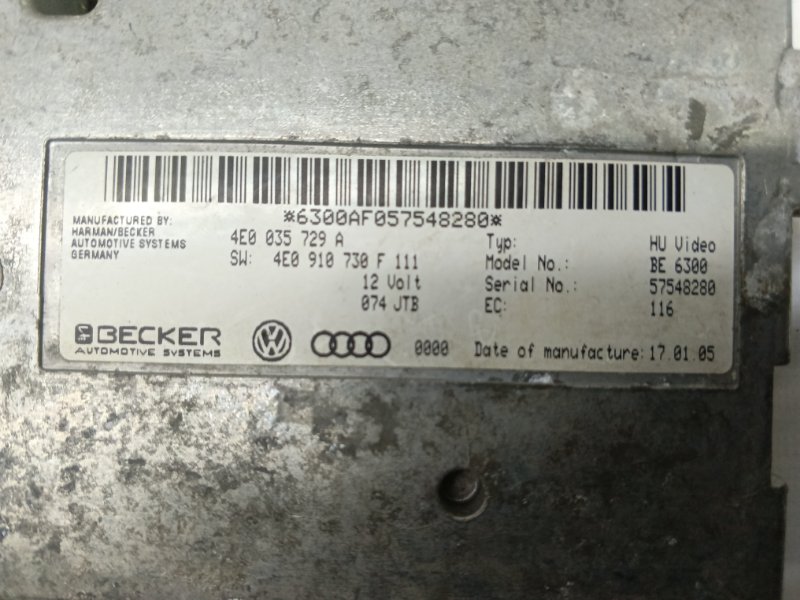 *6300AF057548280*
MANUFACTURED BY:
HARMAN/BECKER
AUTOMOTIVE SYSTEMS
GERMANY
4E0 035 729 A
SW: 4E0 910 730 F 111
12 Volt
074 JTB
Typ: HU Video
Model No.: BE 6300
Serial No.: 57548280
EC: 116
BECKER
AUTOMOTIVE SYSTEMS
VW
0000
Date of manufacture: 17.01.05